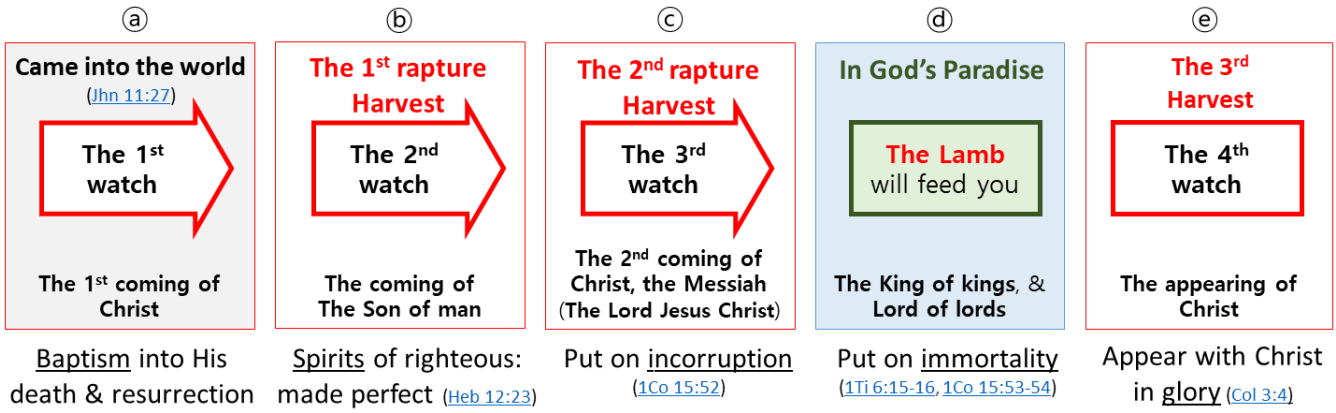 ⓐ
Came into the world
(Jhn 11:27)
The 1st
watch
The 1st coming of
Christ
Baptism into His
death & resurrection
ⓑ
The 1st rapture
Harvest
The 2nd
watch
The coming of
The Son of man
Spirits of righteous:
made perfect (Heb 12:23)
ⓒ
The 2nd rapture
Harvest
The 3rd
watch
The 2nd coming of
Christ, the Messiah
(The Lord Jesus Christ)
Put on incorruption
(1Co 15:52)
ⓓ
In God’s Paradise
The Lamb
will feed you
The King of kings, &
Lord of lords
Put on immortality
(1Ti 6:15-16, 1Co 15:53-54)
ⓔ
The 3rd
Harvest
The 4th
watch
The appearing of
Christ
Appear with Christ
in glory (Col 3:4)